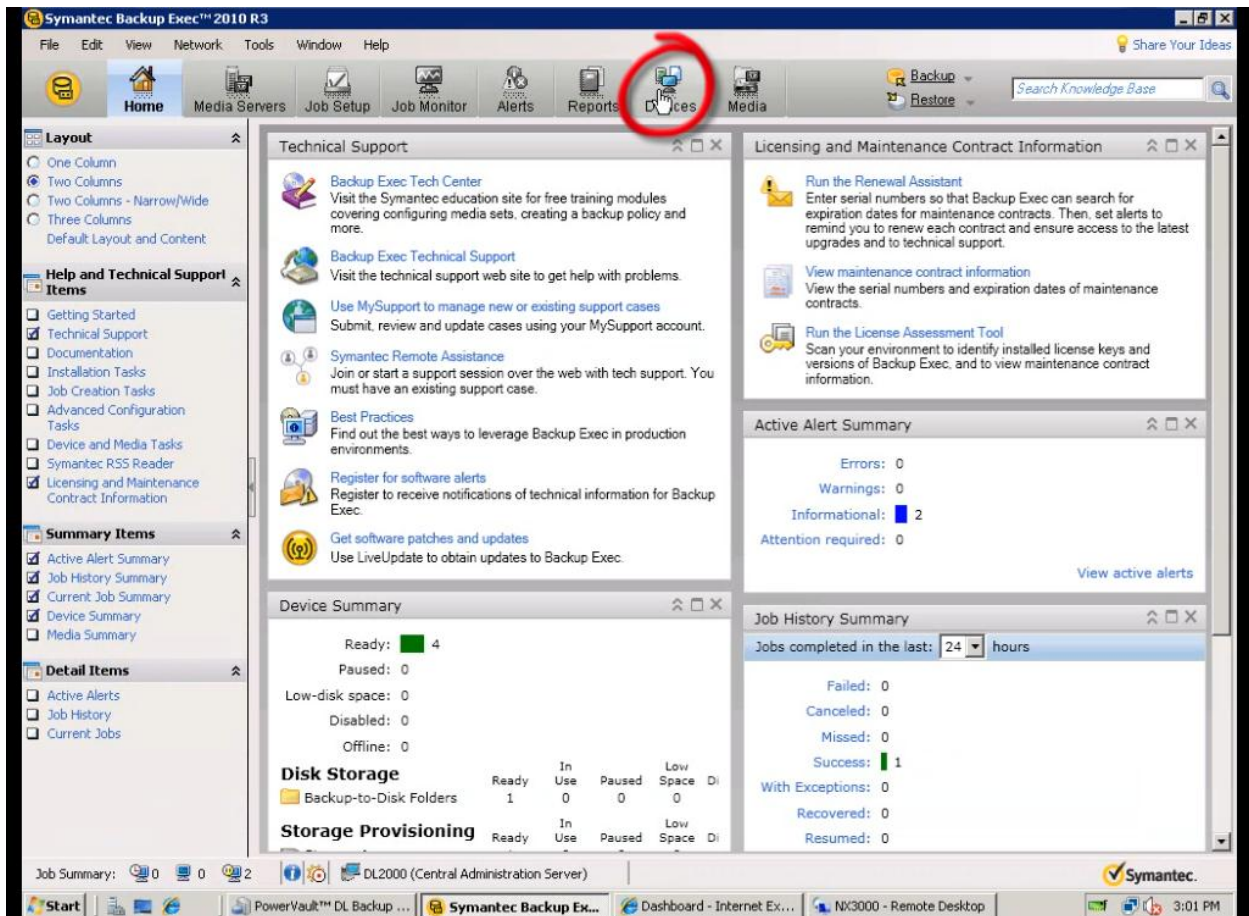 Symantec Backup Exec™ 2010 R3
File Edit View Network Tools Window Help
Share Your Ideas
Home Media Servers Job Setup Job Monitor Alerts Reports Devices Media
Backup
Restore
Search Knowledge Base
Layout
One Column
Two Columns
Two Columns - Narrow/Wide
Three Columns
Default Layout and Content
Help and Technical Support
Items
Getting Started
Technical Support
Documentation
Installation Tasks
Job Creation Tasks
Advanced Configuration
Tasks
Device and Media Tasks
Symantec RSS Reader
Licensing and Maintenance
Contract Information
Summary Items
Active Alert Summary
Job History Summary
Current Job Summary
Device Summary
Media Summary
Detail Items
Active Alerts
Job History
Current Jobs
Technical Support
Backup Exec Tech Center
Visit the Symantec education site for free training modules
covering configuring media sets, creating a backup policy and
more.
Backup Exec Technical Support
Visit the technical support web site to get help with problems.
Use MySupport to manage new or existing support cases
Submit, review and update cases using your MySupport account.
Symantec Remote Assistance
Join or start a support session over the web with tech support. You
must have an existing support case.
Best Practices
Find out the best ways to leverage Backup Exec in production
environments.
Register for software alerts
Register to receive notifications of technical information for Backup
Exec.
Get software patches and updates
Use LiveUpdate to obtain updates to Backup Exec.
Device Summary
Ready: 4
Paused: 0
Low-disk space: 0
Disabled: 0
Offline: 0
Disk Storage Ready In Use Paused Low Space Di
Backup-to-Disk Folders 1 0 0 0
Storage Provisioning Ready In Use Paused Low Space Di
Licensing and Maintenance Contract Information
Run the Renewal Assistant
Enter serial numbers so that Backup Exec can search for
expiration dates for maintenance contracts. Then, set alerts to
remind you to renew each contract and ensure access to the latest
upgrades and to technical support.
View maintenance contract information
View the serial numbers and expiration dates of maintenance
contracts.
Run the License Assessment Tool
Scan your environment to identify installed license keys and
versions of Backup Exec, and to view maintenance contract
information.
Active Alert Summary
Errors: 0
Warnings: 0
Informational: 2
Attention required: 0
View active alerts
Job History Summary
Jobs completed in the last: 24 hours
Failed: 0
Canceled: 0
Missed: 0
Success: 1
With Exceptions: 0
Recovered: 0
Resumed: 0
Job Summary: 0 0 2 DL2000 (Central Administration Server)
Symantec.
Start PowerVault™ DL Backup ... Symantec Backup Ex... Dashboard - Internet Ex... NX3000 - Remote Desktop 3:01 PM